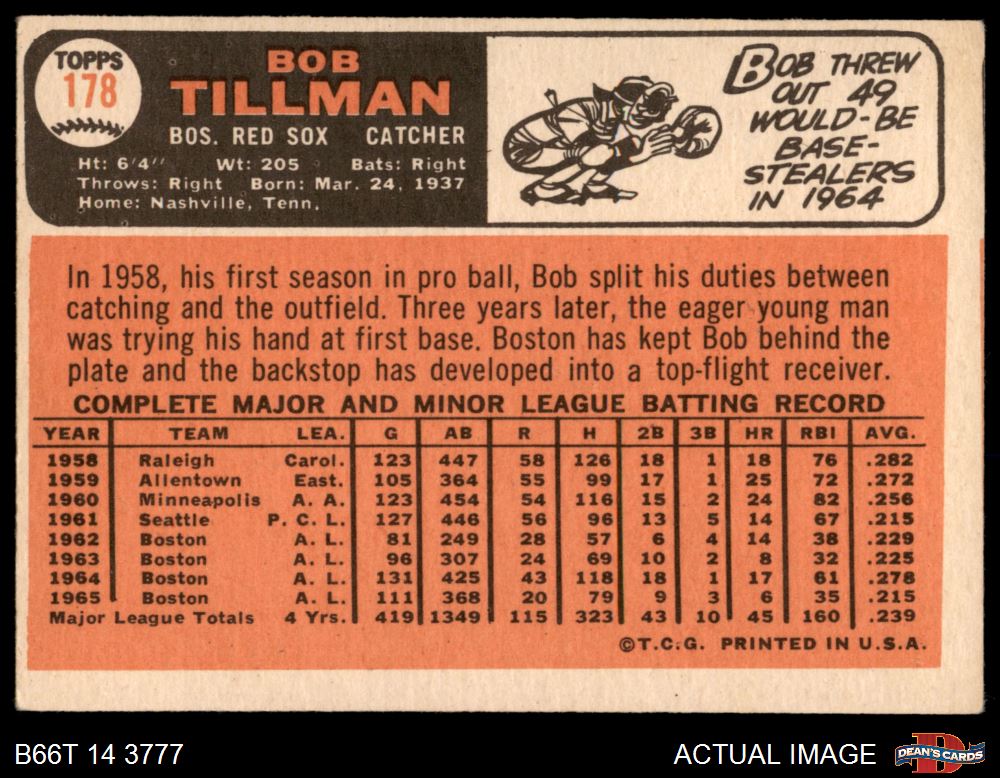 TOPPS
178
BOB
TILLMAN
BOS. RED SOX CATCHER
Ht: 6'4" Wt: 205 Bats: Right
Throws: Right Born: Mar. 24, 1937
Home: Nashville, Tenn.
BOB THREW
OUT 49
WOULD-BE
BASE-
STEALERS
IN 1964
In 1958, his first season in pro ball, Bob split his duties between
catching and the outfield. Three years later, the eager young man
was trying his hand at first base. Boston has kept Bob behind the
plate and the backstop has developed into a top-flight receiver.
COMPLETE MAJOR AND MINOR LEAGUE BATTING RECORD
YEAR TEAM LEA. G AB R H 2B 3B HR RBI AVG.
1958 Raleigh Carol. 123 447 58 126 18 1 18 76 .282
1959 Allentown East. 105 364 55 99 17 1 25 72 .272
1960 Minneapolis A. A. 123 454 54 116 15 2 24 82 .256
1961 Seattle P. C. L. 127 446 56 96 13 5 14 67 .215
1962 Boston A. L. 81 249 28 57 6 4 14 38 .229
1963 Boston A. L. 96 307 24 69 10 2 8 32 .225
1964 Boston A. L. 131 425 43 118 18 1 17 61 .278
1965 Boston A. L. 111 368 20 79 9 3 6 35 .215
Major League Totals 4 Yrs. 419 1349 115 323 43 10 45 160 .239
©T.C.G. PRINTED IN U.S.A.
B66T 14 3777
ACTUAL IMAGE
DEAN'S CARDS